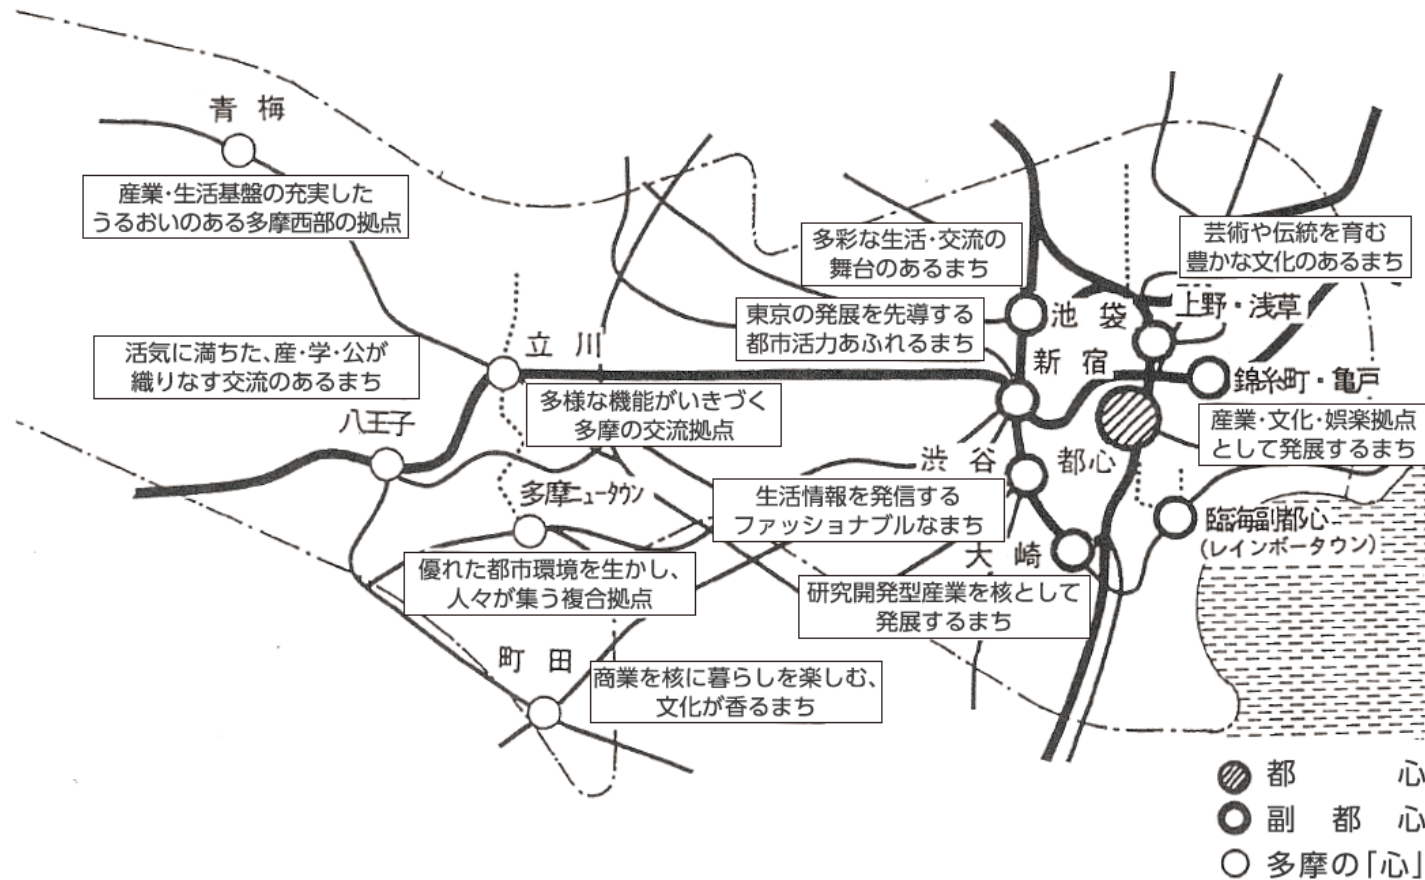 青梅
産業・生活基盤の充実した
うるおいのある多摩西部の拠点
多彩な生活・交流の
舞台のあるまち
芸術や伝統を育む
豊かな文化のあるまち
東京の発展を先導する
都市活力あふれるまち
池袋
上野・浅草
活気に満ちた、産・学・公が
織りなす交流のあるまち
立川
新宿
錦糸町・亀戸
八王子
多様な機能がいきづく
多摩の交流拠点
産業・文化・娯楽拠点
として発展するまち
渋谷
都心
多摩ニュータウン
生活情報を発信する
ファッショナブルなまち
臨海副都心
(レインボータウン)
大崎
優れた都市環境を生かし、
人々が集う複合拠点
研究開発型産業を核として
発展するまち
町田
商業を核に暮らしを楽しむ、
文化が香るまち
都心
副都心
多摩の「心」